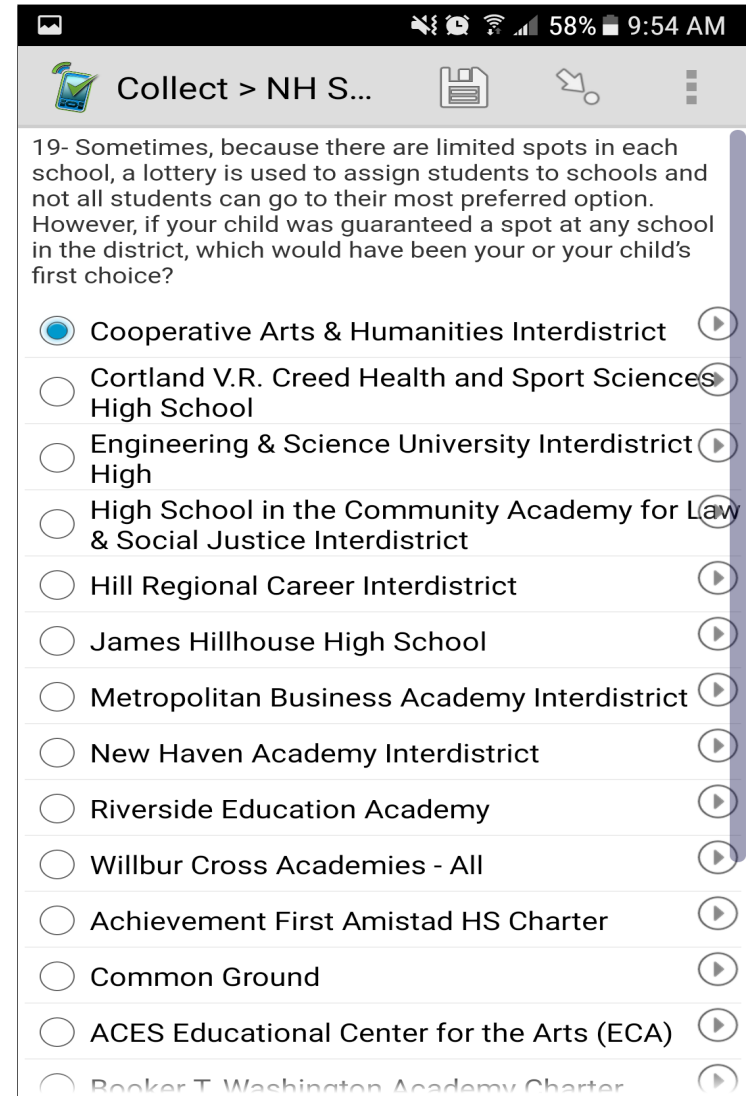 58% 9:54 AM
Collect > NH S...
19- Sometimes, because there are limited spots in each
school, a lottery is used to assign students to schools and
not all students can go to their most preferred option.
However, if your child was guaranteed a spot at any school
in the district, which would have been your or your child's
first choice?
Cooperative Arts & Humanities Interdistrict
Cortland V.R. Creed Health and Sport Sciences
High School
Engineering & Science University Interdistrict
High
High School in the Community Academy for Law
& Social Justice Interdistrict
Hill Regional Career Interdistrict
James Hillhouse High School
Metropolitan Business Academy Interdistrict
New Haven Academy Interdistrict
Riverside Education Academy
Willbur Cross Academies - All
Achievement First Amistad HS Charter
Common Ground
ACES Educational Center for the Arts (ECA)
Booker T. Washington Academy Charter